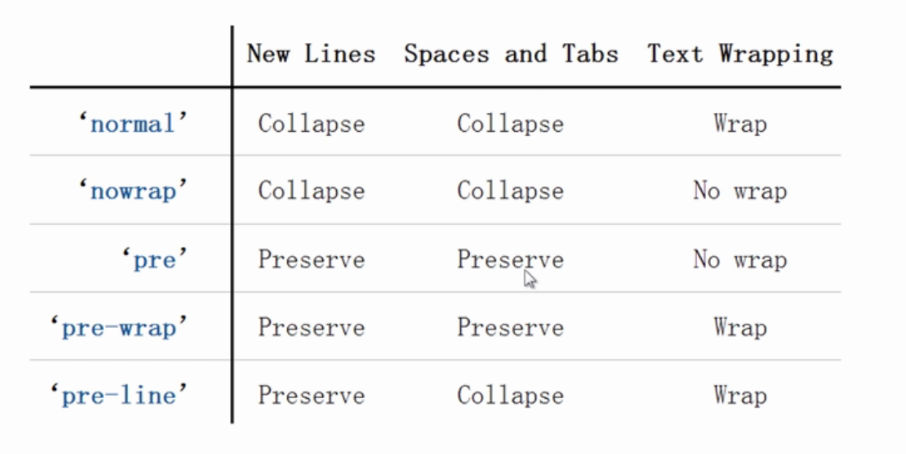 New Lines Spaces and Tabs Text Wrapping
‘normal’ Collapse Collapse Wrap
‘nowrap’ Collapse Collapse No wrap
‘pre’ Preserve Preserve No wrap
‘pre-wrap’ Preserve Preserve Wrap
‘pre-line’ Preserve Collapse Wrap